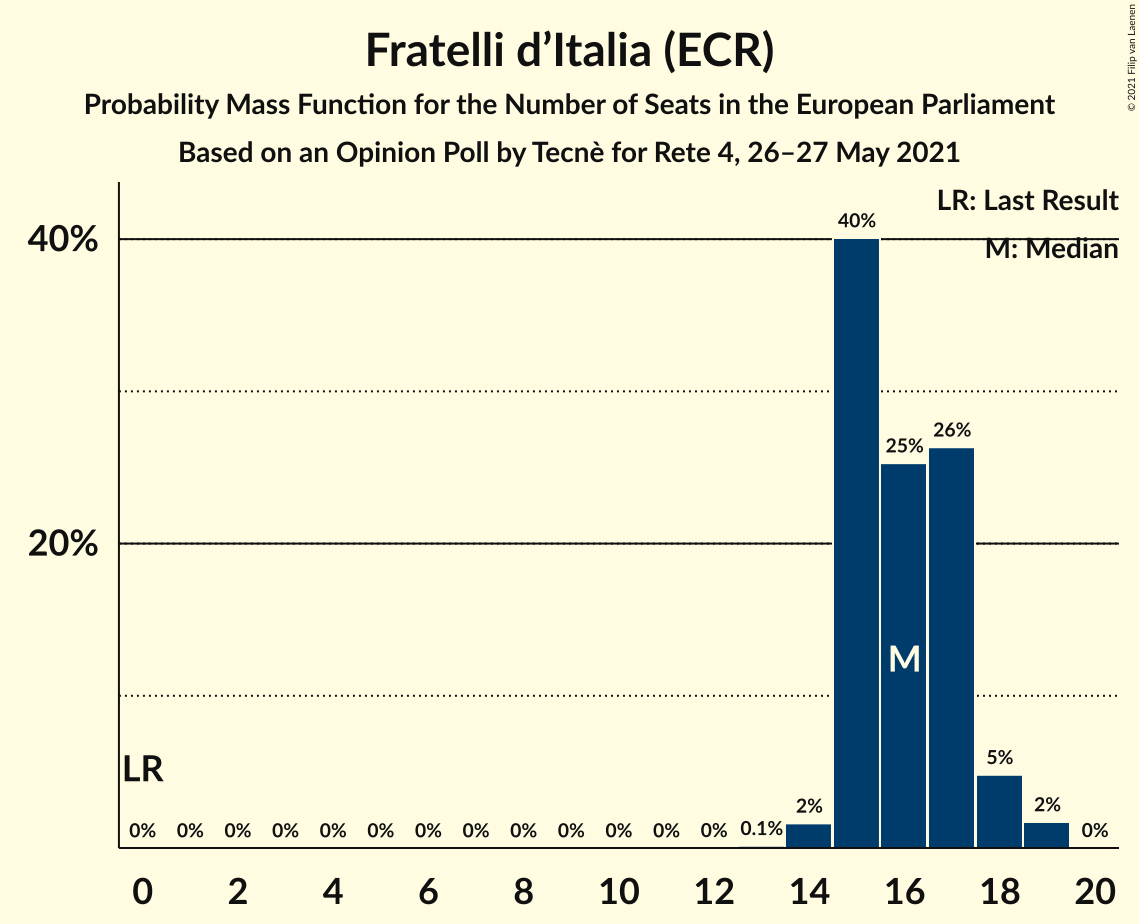 Fratelli d’Italia (ECR)
Probability Mass Function for the Number of Seats in the European Parliament
Based on an Opinion Poll by Tecnè for Rete 4, 26–27 May 2021
© 2021 Filip van Laenen
LR: Last Result
M: Median
40%
20%
40%
25%
26%
M
LR
5%
2%
2%
0% 0% 0% 0% 0% 0% 0% 0% 0% 0% 0% 0% 0% 0.1% 0%
0 2 4 6 8 10 12 14 16 18 20